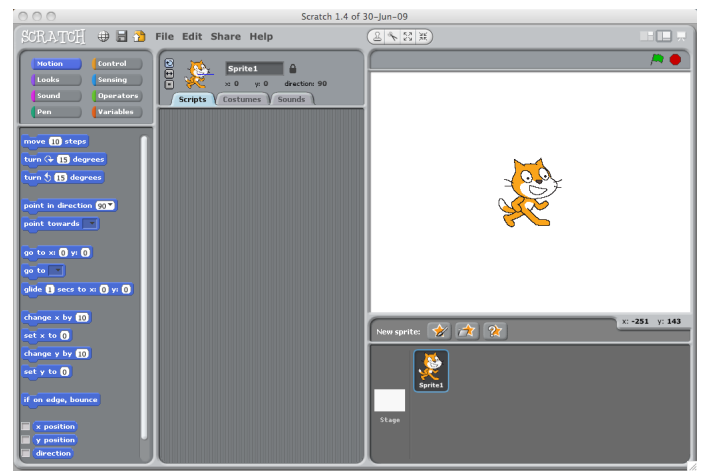 Scratch 1.4 of 30-Jun-09
SCRATCH File Edit Share Help
Motion Control
Looks Sensing
Sound Operators
Pen Variables
Sprite1
x: 0 y: 0 direction: 90
Scripts Costumes Sounds
move 10 steps
turn 15 degrees
turn 15 degrees
point in direction 90
point towards
go to x: 0 y: 0
go to
glide 1 secs to x: 0 y: 0
change x by 10
set x to 0
change y by 10
set y to 0
if on edge, bounce
x position
y position
direction
x: -251 y: 143
New sprite:
Sprite1
Stage